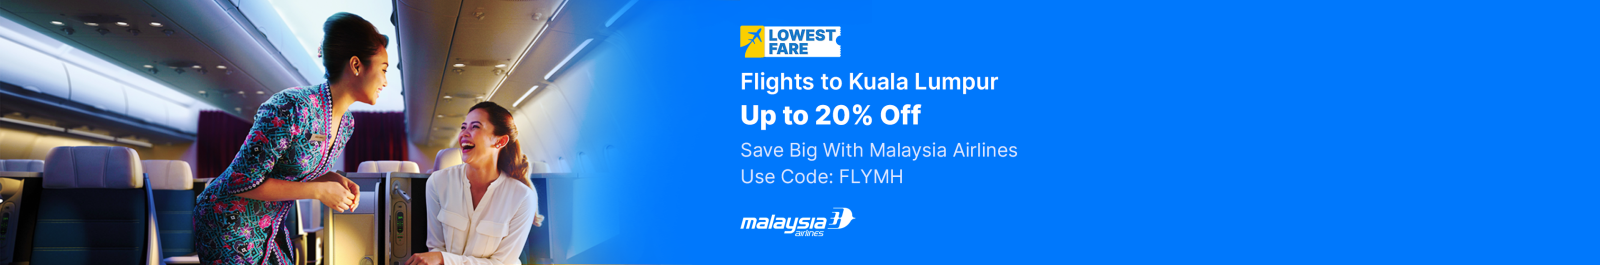 LOWEST
FARE
Flights to Kuala Lumpur
Up to 20% Off
Save Big With Malaysia Airlines
Use Code: FLYMH
malaysia
airlines